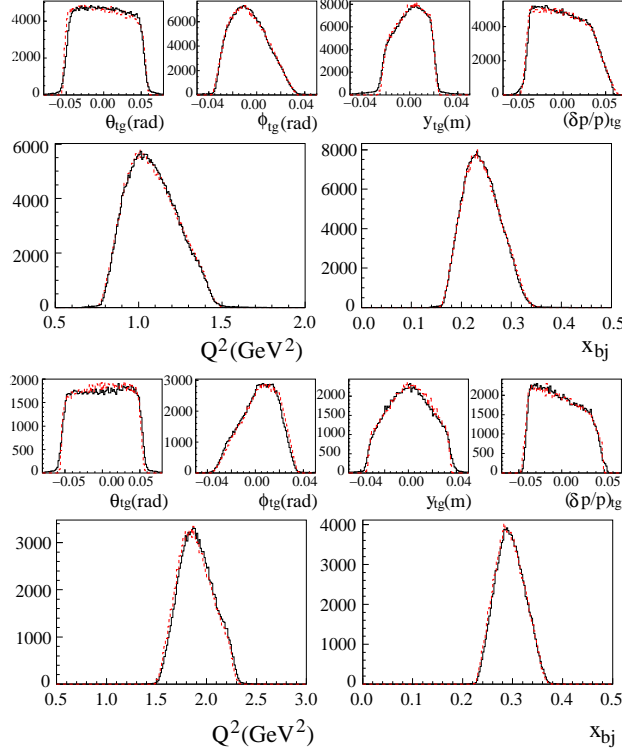 6000 4000 2000 0
4000 2000 0
8000 6000 4000 2000 0
4000 2000 0
−0.05 0.00 0.05
−0.04 0.00 0.04
−0.04 0.00 0.04
−0.05 0.00 0.05
θtg(rad) ϕtg(rad) ytg(m) (δp/p)tg
6000 4000 2000 0
8000 6000 4000 2000 0
0.5 1.0 1.5 2.0
0.0 0.1 0.2 0.3 0.4 0.5
Q²(GeV²) xbj
2000 1500 1000 500 0
3000 2000 1000 0
2000 1500 1000 500 0
2000 1500 1000 500 0
−0.05 0.00 0.05
−0.04 0.00 0.04
−0.04 0.00 0.04
−0.05 0.00 0.05
θtg(rad) ϕtg(rad) ytg(m) (δp/p)tg
3000 2000 1000 0
4000 3000 2000 1000 0
0.5 1.0 1.5 2.0 2.5 3.0
0.0 0.1 0.2 0.3 0.4 0.5
Q²(GeV²) xbj